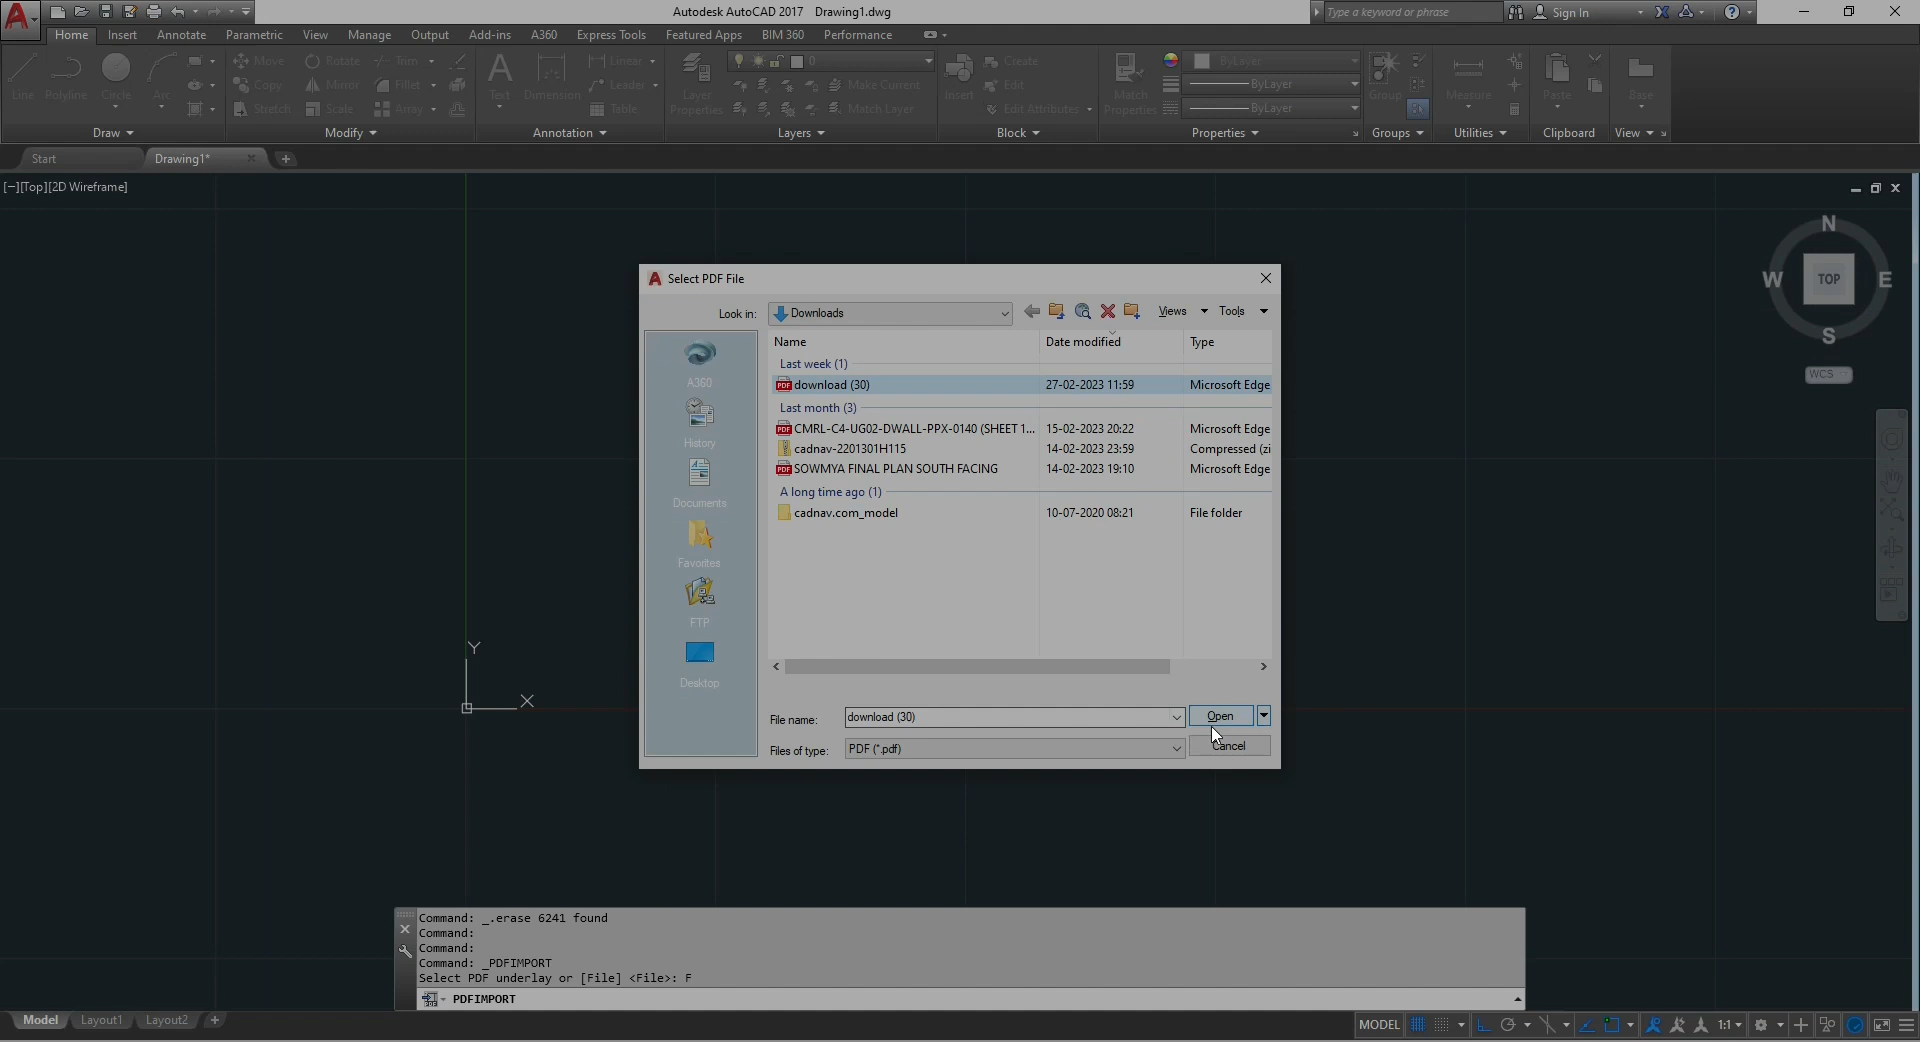 Autodesk AutoCAD 2017 Drawing1.dwg
Type a keyword or phrase
Sign In
Home Insert Annotate Parametric View Manage Output Add-ins A360 Express Tools Featured Apps BIM 360 Performance
Line Polyline Circle Arc
Move Rotate Trim
Copy Mirror Fillet
Stretch Scale Array
Text Dimension
Linear
Leader
Table
Layer
Properties
0
Make Current
Match Layer
Insert
Create
Edit
Edit Attributes
Match
Properties
ByLayer
ByLayer
ByLayer
Group
Measure
Paste
Base
Draw Modify Annotation Layers Block Properties Groups Utilities Clipboard View
Start Drawing1*
[−][Top][2D Wireframe]
N
W TOP E
S
WCS
Select PDF File
Look in: Downloads Views Tools
Name Date modified Type
Last week (1)
download (30) 27-02-2023 11:59 Microsoft Edge
Last month (3)
CMRL-C4-UG02-DWALL-PPX-0140 (SHEET 1... 15-02-2023 20:22 Microsoft Edge
cadnav-2201301H115 14-02-2023 23:59 Compressed (zi
SOWMYA FINAL PLAN SOUTH FACING 14-02-2023 19:10 Microsoft Edge
A long time ago (1)
cadnav.com_model 10-07-2020 08:21 File folder
A360
History
Documents
Favorites
FTP
Desktop
File name: download (30) Open
Files of type: PDF (*.pdf) Cancel
Y
X
Command: _.erase 6241 found
Command:
Command:
Command: _PDFIMPORT
Select PDF underlay or [File] <File>: F
PDFIMPORT
Model Layout1 Layout2
MODEL 1:1